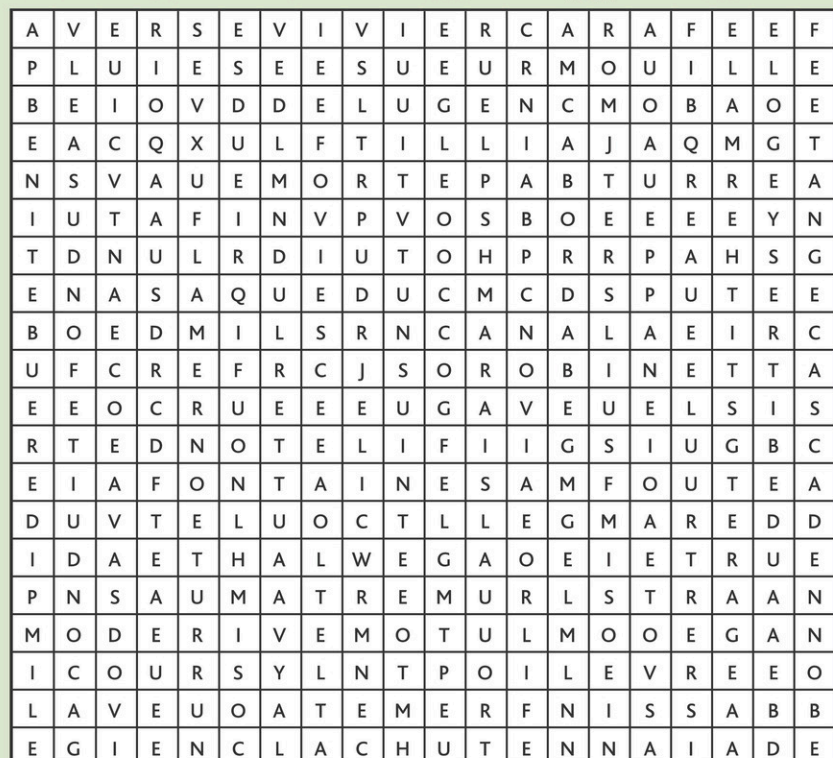 A V E R S E V I V I E R C A R A F E E F
P L U I E S E E S U E U R M O U I L L E
B E I O V D D E L U G E N C M O B A O E
E A C Q X U L F T I L L I A J A Q M G T
N S V A U E M O R T E P A B T U R R E A
I U T A F I N V P V O S B O E E E E Y N
T D N U L R D I U T O H P R R P A H S G
E N A S A Q U E D U C M C D S P U T E E
B O E D M I L S R N C A N A L A E I R C
U F C R E F R C J S O R O B I N E T T A
E E O C R U E E E U G A V E U E L S I S
R T E D N O T E L I F I I G S I U G B C
E I A F O N T A I N E S A M F O U T E A
D U V T E L U O C T L L E G M A R E D D
I D A E T H A L W E G A O E I E T R U E
P N S A U M A T R E M U R L S T R A A N
M O D E R I V E M O T U L M O O E G A N
I C O U R S Y L N T P O I L E V R E E O
L A V E U O A T E M E R F N I S S A B B
E G I E N C L A C H U T E N N A I A D E